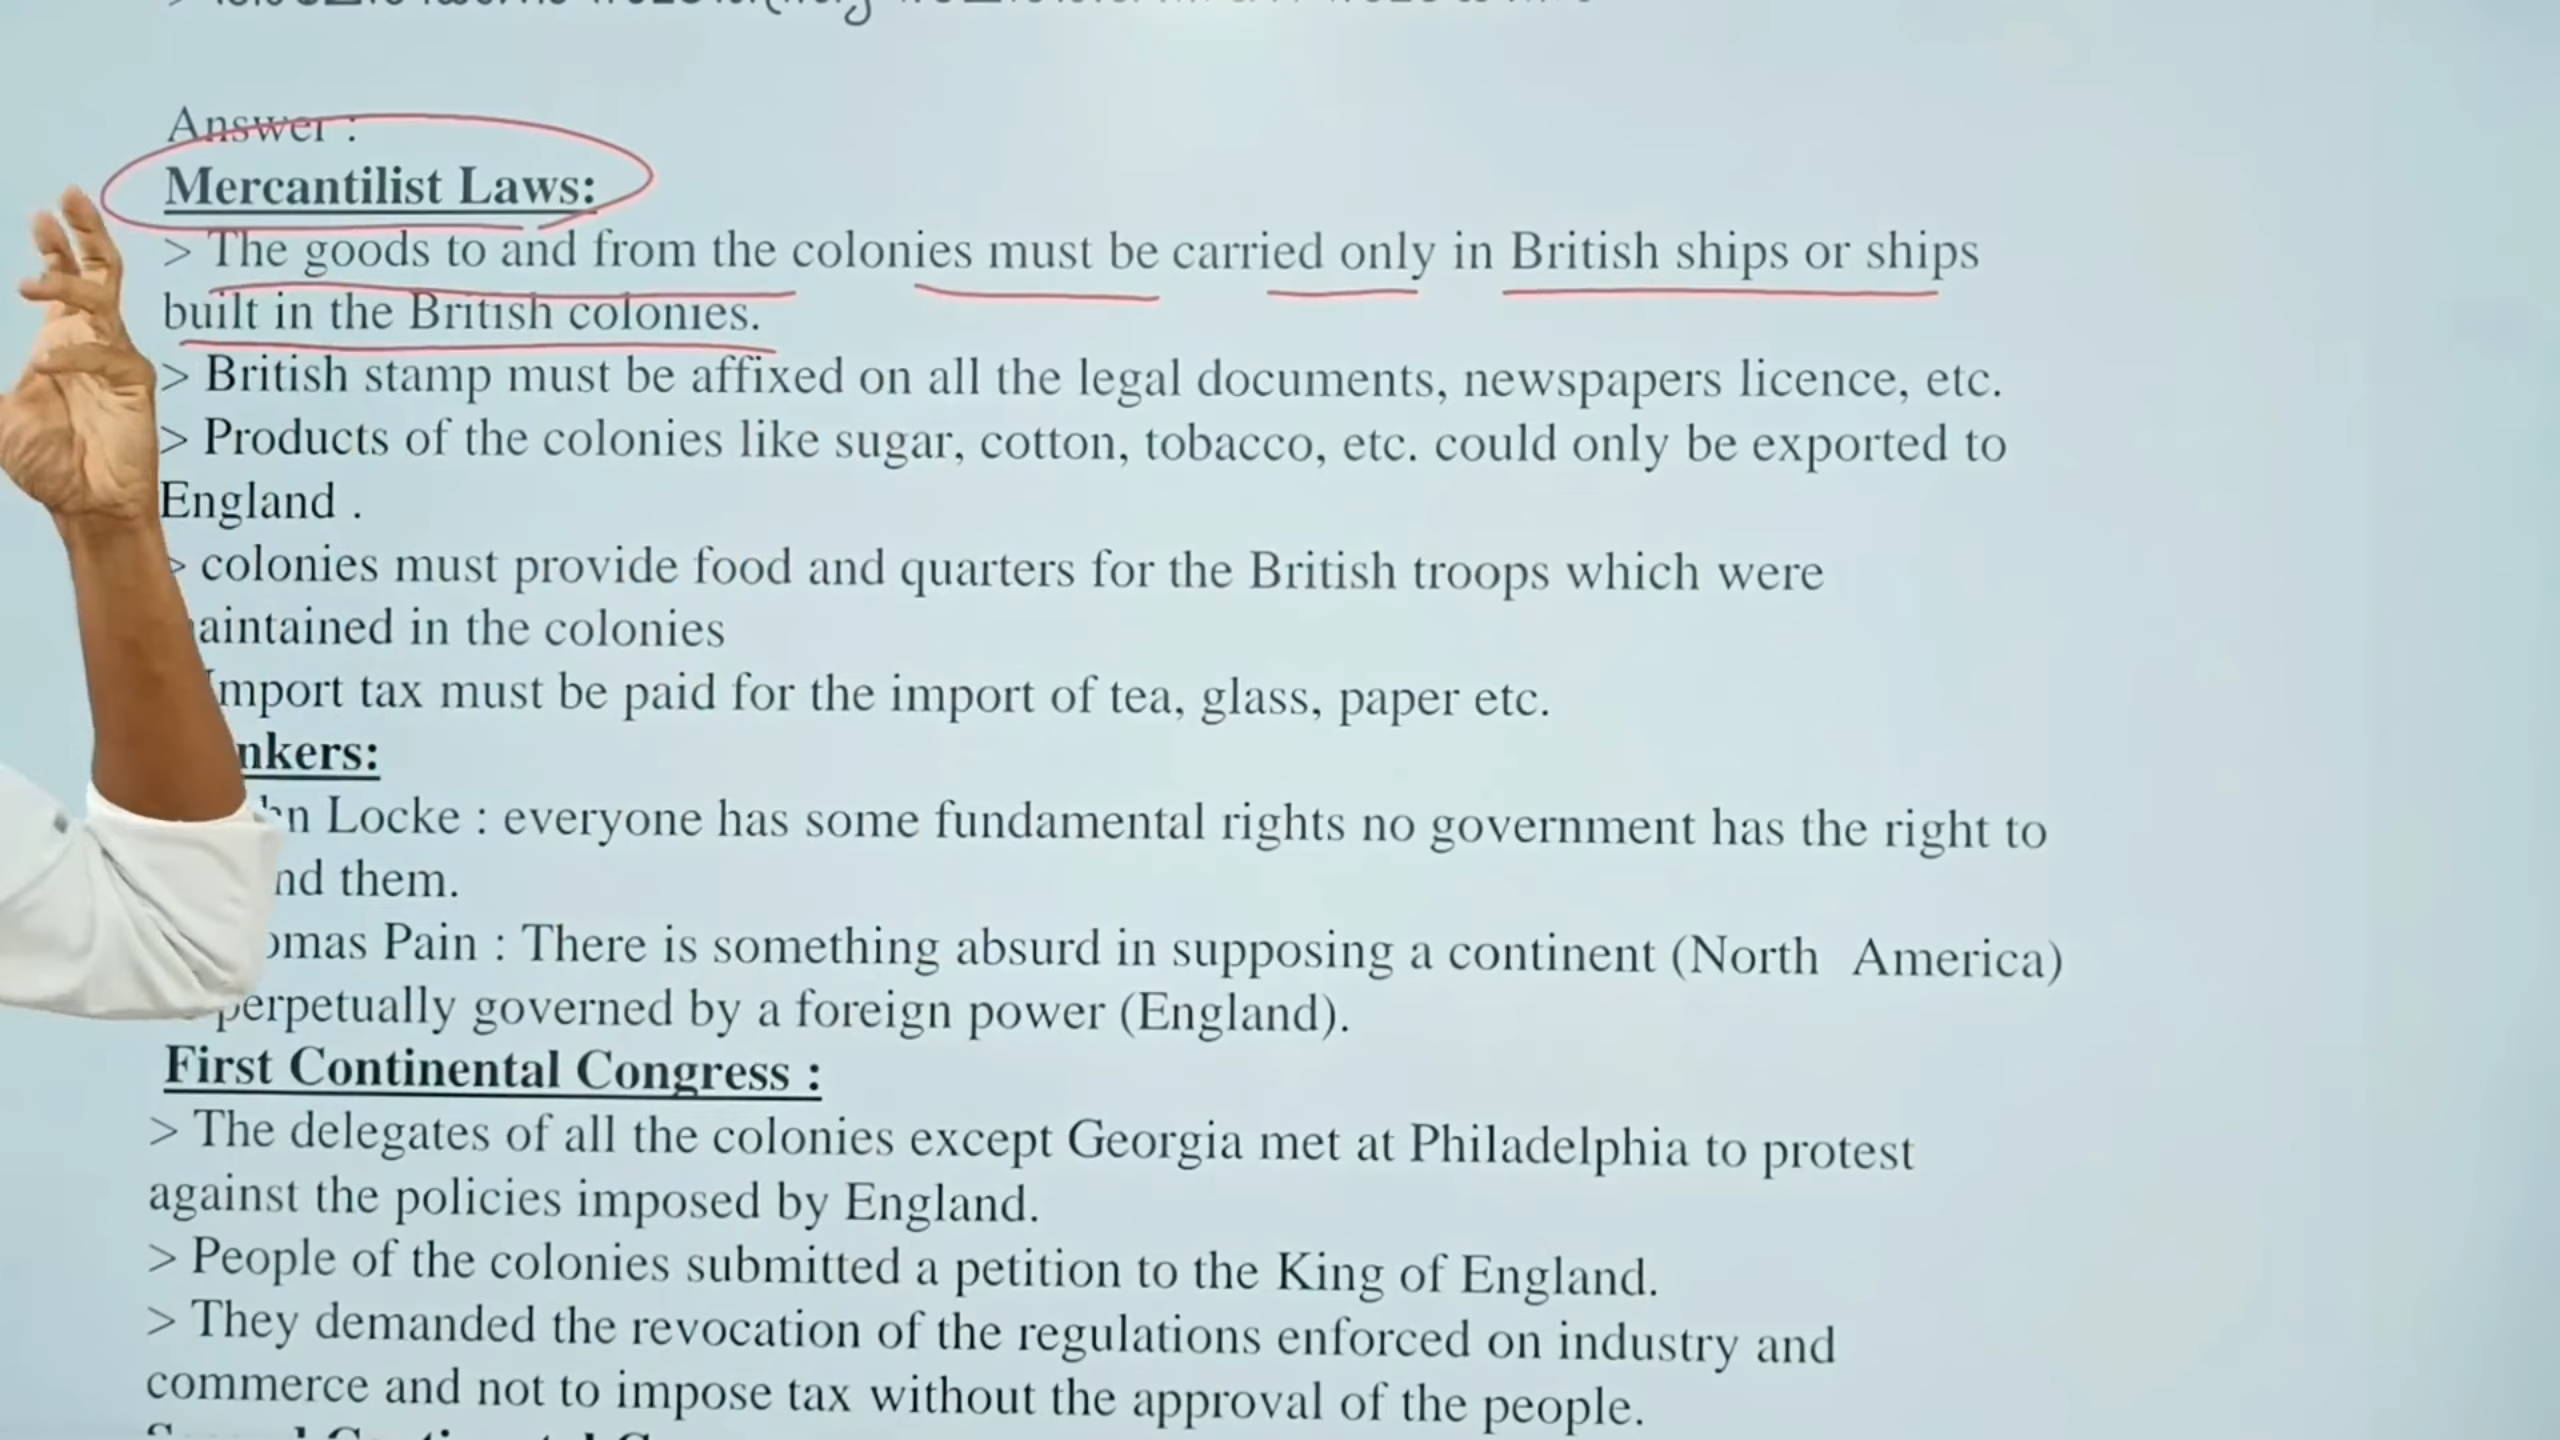 Answer :
Mercantilist Laws:
> The goods to and from the colonies must be carried only in British ships or ships
built in the British colonies.
> British stamp must be affixed on all the legal documents, newspapers licence, etc.
> Products of the colonies like sugar, cotton, tobacco, etc. could only be exported to
England .
> colonies must provide food and quarters for the British troops which were
aintained in the colonies
Import tax must be paid for the import of tea, glass, paper etc.
nkers:
hn Locke : everyone has some fundamental rights no government has the right to
nd them.
omas Pain : There is something absurd in supposing a continent (North America)
perpetually governed by a foreign power (England).
First Continental Congress :
> The delegates of all the colonies except Georgia met at Philadelphia to protest
against the policies imposed by England.
> People of the colonies submitted a petition to the King of England.
> They demanded the revocation of the regulations enforced on industry and
commerce and not to impose tax without the approval of the people.